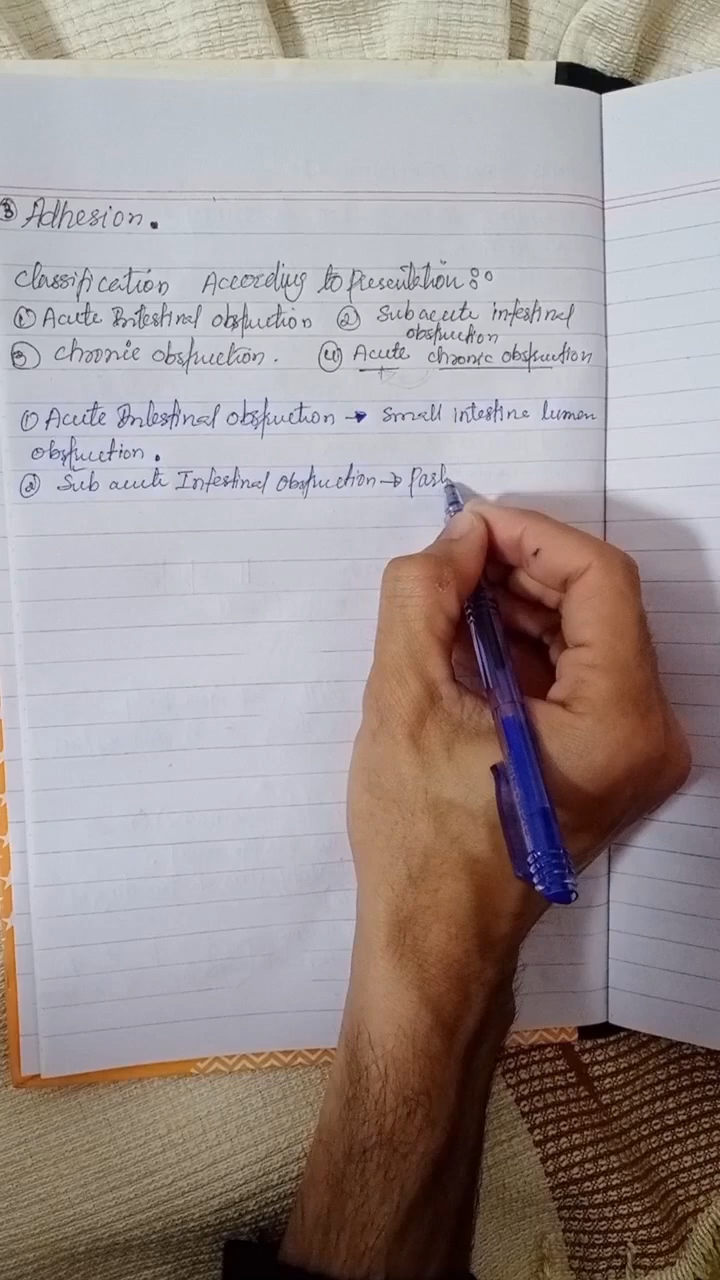 ③ Adhesion.
Classification According to Presentation :-
① Acute Intestinal obstruction ② Subacute intestinal
obstruction
③ chronic obstruction. ④ Acute chronic obstruction
① Acute Intestinal obstruction → Small intestine lumen
obstruction.
② Sub acute Intestinal Obstruction →